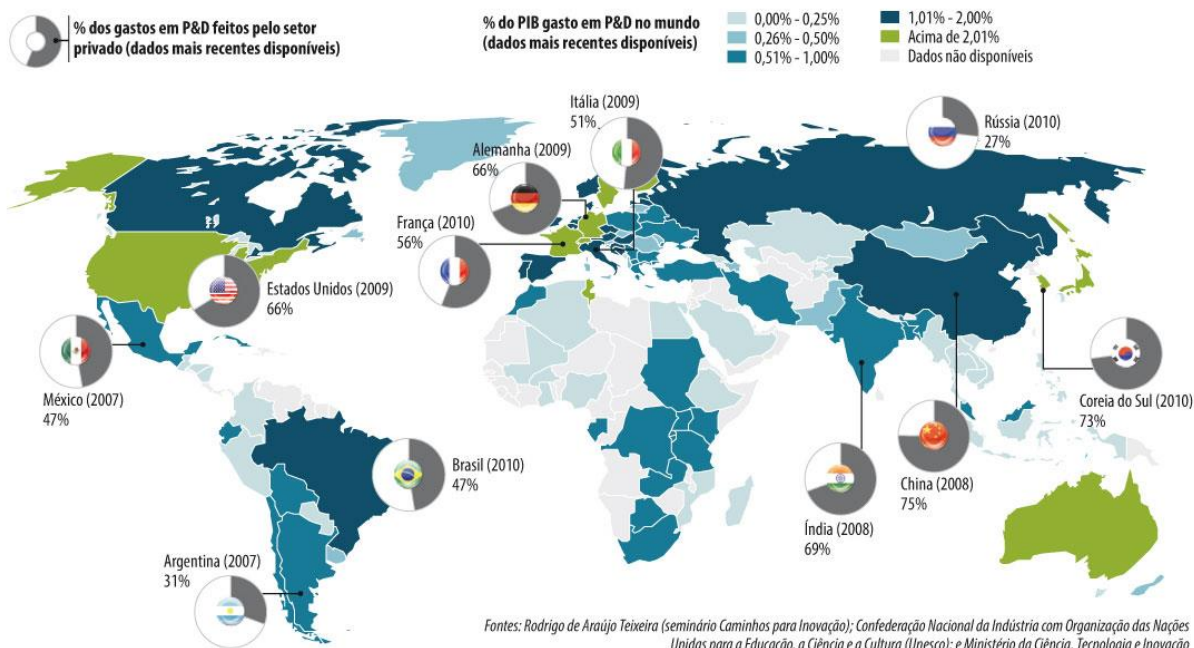 % dos gastos em P&D feitos pelo setor
privado (dados mais recentes disponíveis)
% do PIB gasto em P&D no mundo
(dados mais recentes disponíveis)
0,00% - 0,25%
0,26% - 0,50%
0,51% - 1,00%
1,01% - 2,00%
Acima de 2,01%
Dados não disponíveis
Itália (2009)
51%
Rússia (2010)
27%
Alemanha (2009)
66%
França (2010)
56%
Estados Unidos (2009)
66%
México (2007)
47%
Coreia do Sul (2010)
73%
Brasil (2010)
47%
China (2008)
75%
Índia (2008)
69%
Argentina (2007)
31%
Fontes: Rodrigo de Araújo Teixeira (seminário Caminhos para Inovação); Confederação Nacional da Indústria com Organização das Nações
Unidas para a Educação, a Ciência e a Cultura (Unesco); e Ministério da Ciência, Tecnologia e Inovação